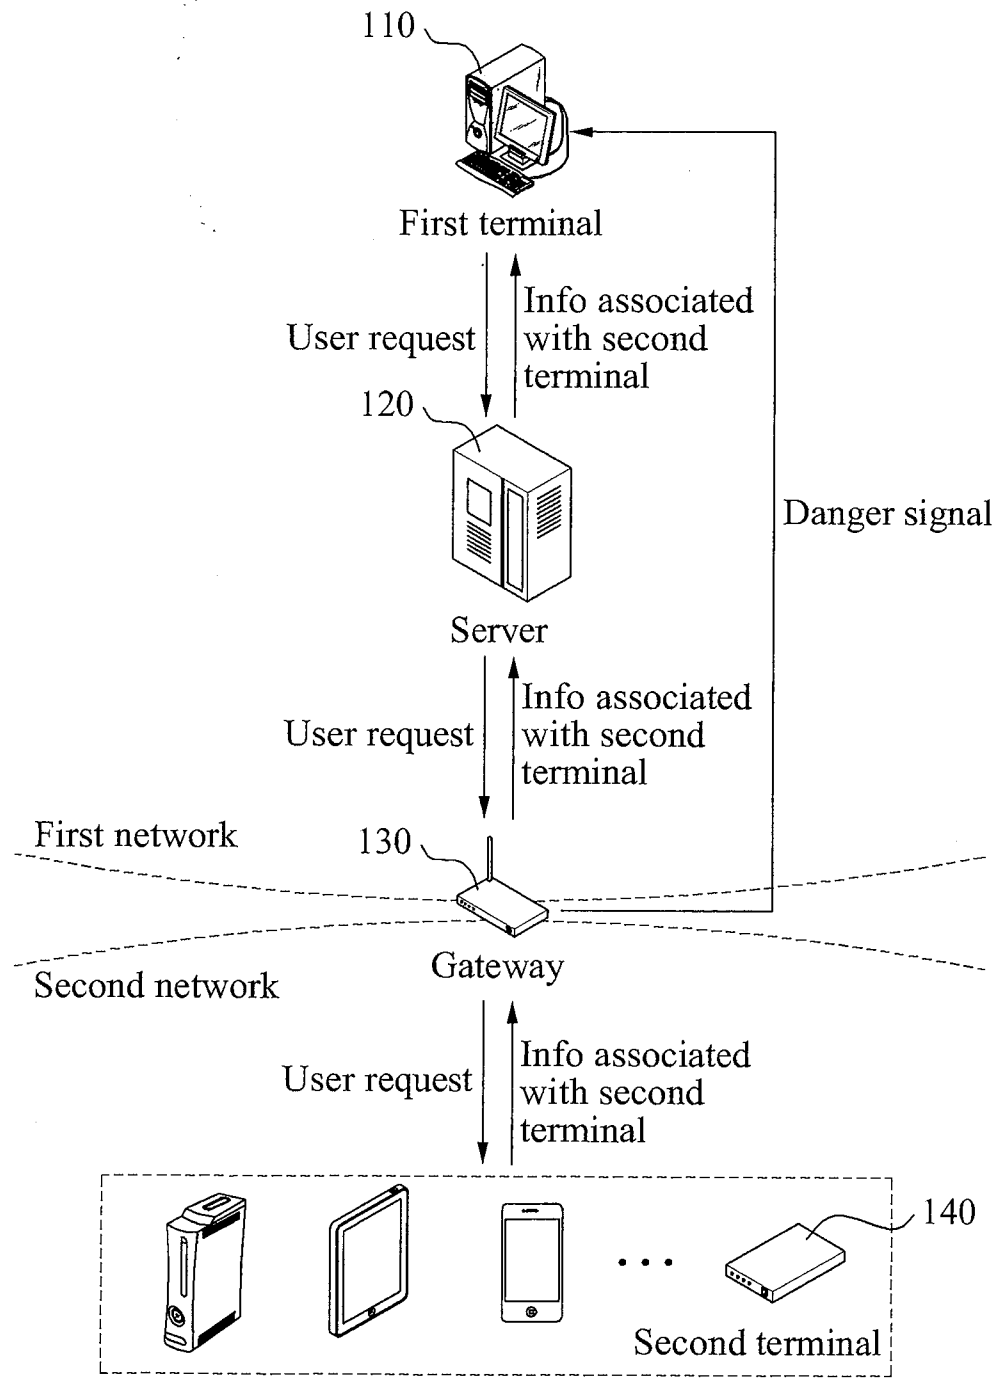 110
First terminal
User request
Info associated
with second
terminal
120
Danger signal
Server
User request
Info associated
with second
terminal
First network
130
Gateway
Second network
User request
Info associated
with second
terminal
140
Second terminal